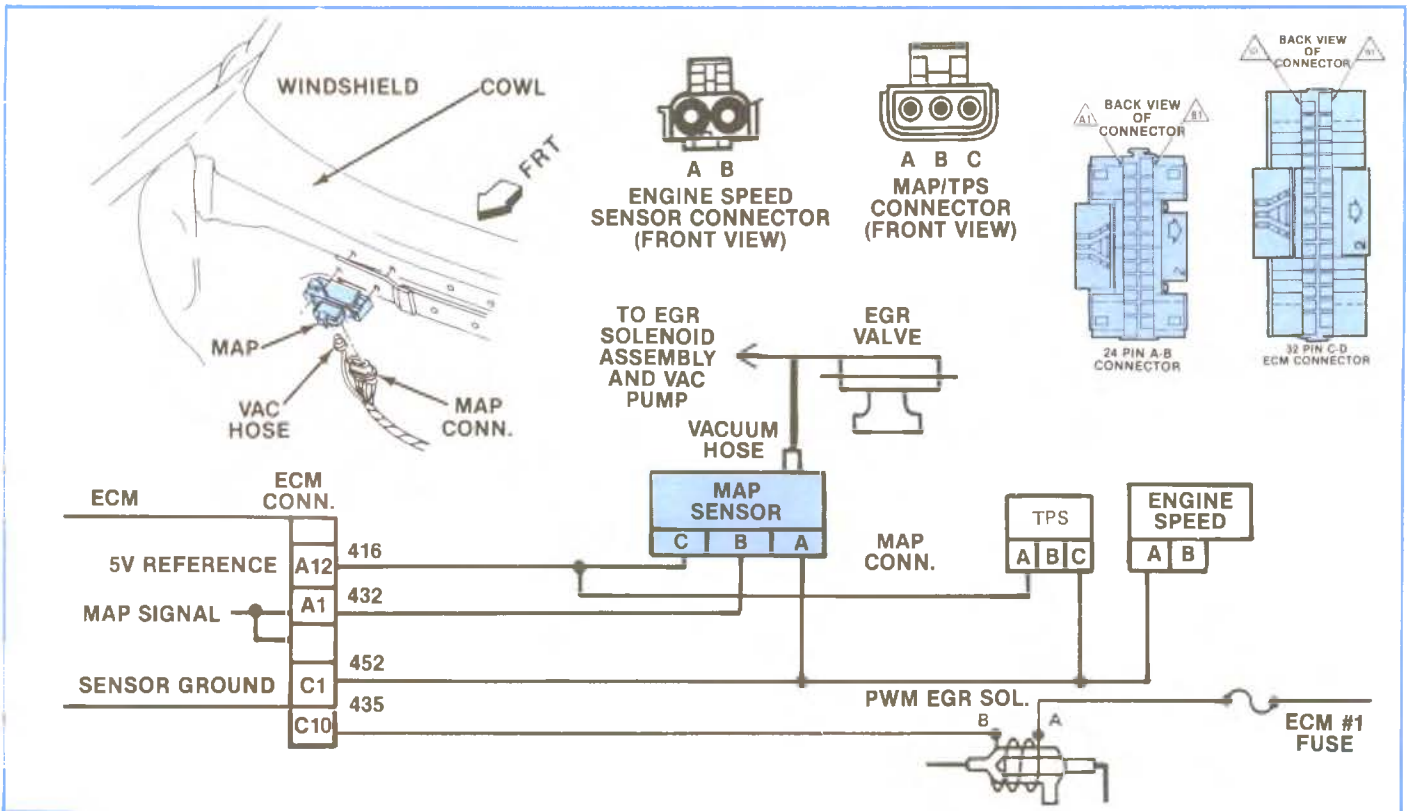 WINDSHIELD
COWL
FRT
MAP
VAC
HOSE
MAP
CONN.
A B
ENGINE SPEED
SENSOR CONNECTOR
(FRONT VIEW)
A B C
MAP/TPS
CONNECTOR
(FRONT VIEW)
BACK VIEW
OF
CONNECTOR
A1
B1
2
24 PIN A-B
CONNECTOR
BACK VIEW
OF
CONNECTOR
2
32 PIN C-D
ECM CONNECTOR
TO EGR
SOLENOID
ASSEMBLY
AND VAC
PUMP
EGR
VALVE
VACUUM
HOSE
MAP
SENSOR
C B A
MAP
CONN.
TPS
A B C
ENGINE
SPEED
A B
ECM
ECM
CONN.
5V REFERENCE
A12
416
MAP SIGNAL
A1
432
SENSOR GROUND
C1
452
C10
435
PWM EGR SOL.
B
A
ECM #1
FUSE